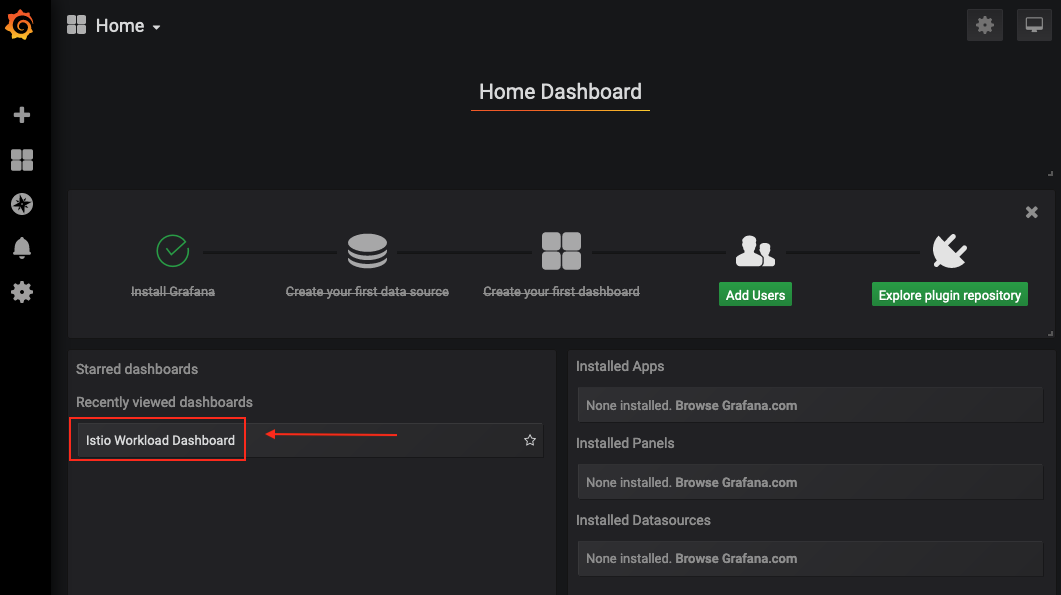 Home
Home Dashboard
Install Grafana
Create your first data source
Create your first dashboard
Add Users
Explore plugin repository
Starred dashboards
Recently viewed dashboards
Istio Workload Dashboard
Installed Apps
None installed. Browse Grafana.com
Installed Panels
None installed. Browse Grafana.com
Installed Datasources
None installed. Browse Grafana.com